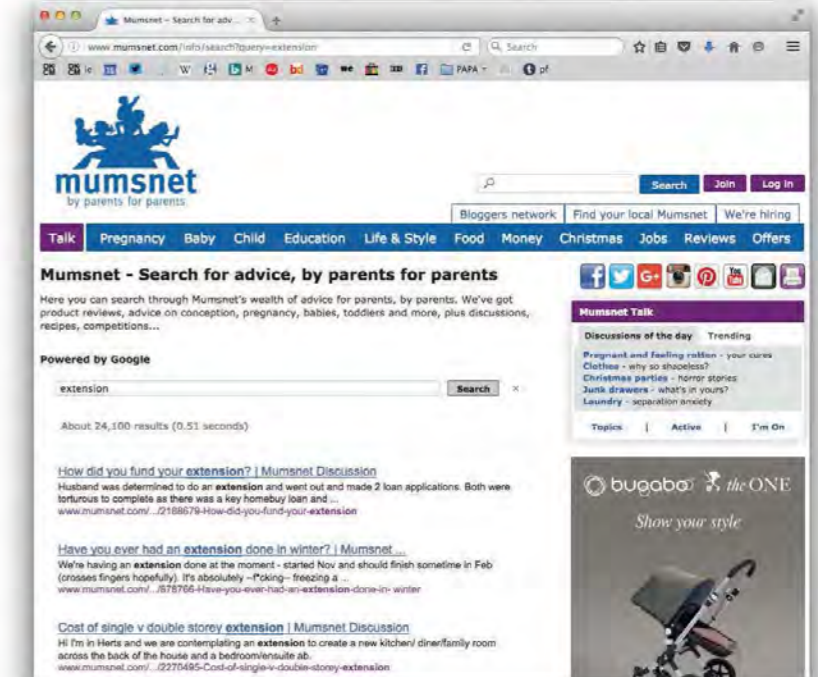 Mumsnet - Search for adv...
www.mumsnet.com/info/search?query=extension
Search
W
M
bd
PAPA
pf
mumsnet
by parents for parents
Search
Join
Log in
Bloggers network
Find your local Mumsnet
We're hiring
Talk Pregnancy Baby Child Education Life & Style Food Money Christmas Jobs Reviews Offers
Mumsnet - Search for advice, by parents for parents
Here you can search through Mumsnet's wealth of advice for parents, by parents. We've got
product reviews, advice on conception, pregnancy, babies, toddlers and more, plus discussions,
recipes, competitions...
Powered by Google
extension
Search
×
About 24,100 results (0.51 seconds)
How did you fund your extension? | Mumsnet Discussion
Husband was determined to do an extension and went out and made 2 loan applications. Both were
torturous to complete as there was a key homebuy loan and ...
www.mumsnet.com/.../2188679-How-did-you-fund-your-extension
Have you ever had an extension done in winter? | Mumsnet ...
We're having an extension done at the moment - started Nov and should finish sometime in Feb
(crosses fingers hopefully). It's absolutely --f*cking-- freezing a ...
www.mumsnet.com/.../678766-Have-you-ever-had-an-extension-done-in- winter
Cost of single v double storey extension | Mumsnet Discussion
Hi I'm in Herts and we are contemplating an extension to create a new kitchen/ diner/family room
across the back of the house and a bedroom/ensuite ab.
www.mumsnet.com/.../2270495-Cost-of-single-v-double-storey-extension
G+
You
Tube
Mumsnet Talk
Discussions of the day Trending
Pregnant and feeling rotten - your cures
Clothes - why so shapeless?
Christmas parties - horror stories
Junk drawers - what's in yours?
Laundry - separation anxiety
Topics | Active | I'm On
bugaboo the ONE
Show your style